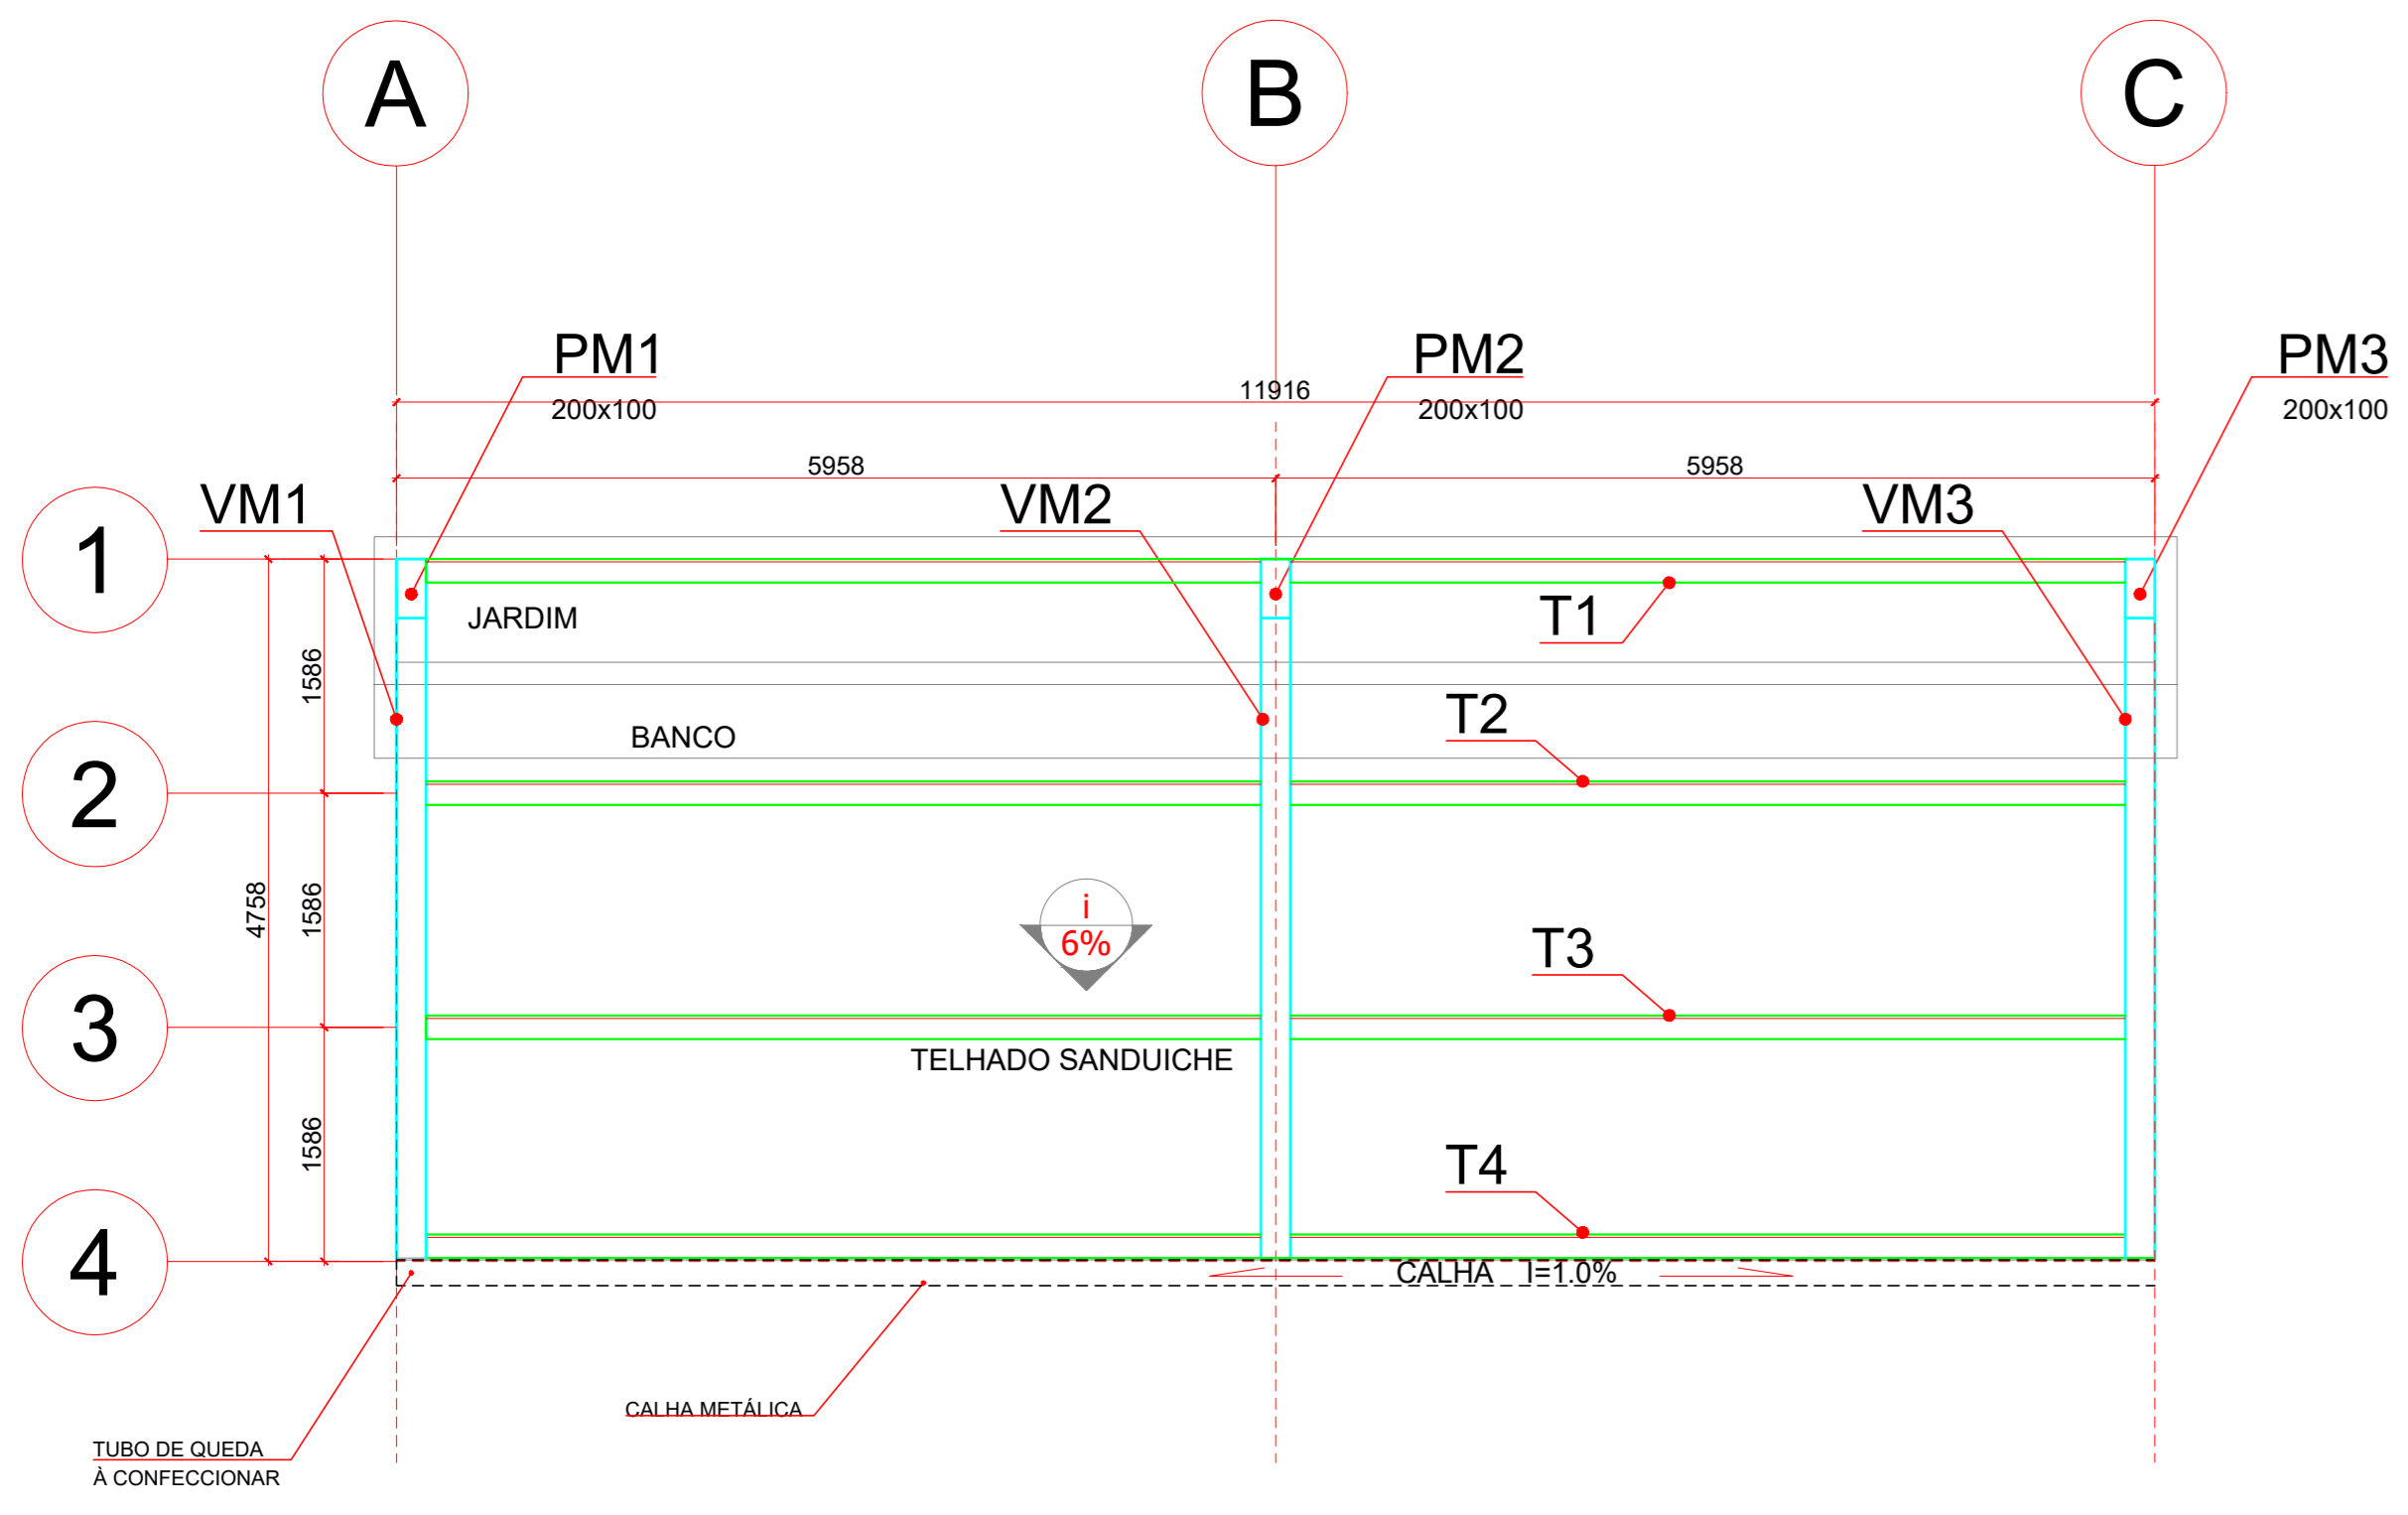 A
B
C
PM1
200x100
PM2
200x100
PM3
200x100
11916
5958
5958
VM1
VM2
VM3
1
JARDIM
T1
1586
T2
BANCO
2
4758
1586
i
6%
T3
3
TELHADO SANDUICHE
1586
T4
4
CALHA I=1.0%
CALHA METÁLICA
TUBO DE QUEDA
À CONFECCIONAR